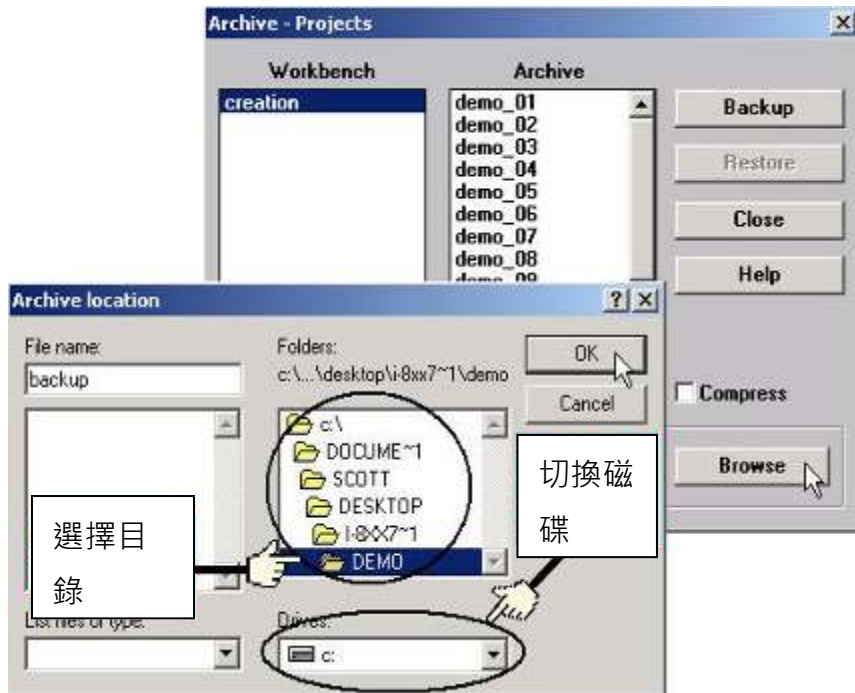 Archive - Projects
Workbench
Archive
creation
demo_01
demo_02
demo_03
demo_04
demo_05
demo_06
demo_07
demo_08
demo_09
Backup
Restore
Close
Help
Compress
Browse
Archive location
File name:
backup
Folders:
c:\...\desktop\i-8xx7~1\demo
c:\
DOCUME~1
SCOTT
DESKTOP
I-8XX7~1
DEMO
OK
Cancel
切換磁
碟
選擇目
錄
List files of type:
Drives:
c: